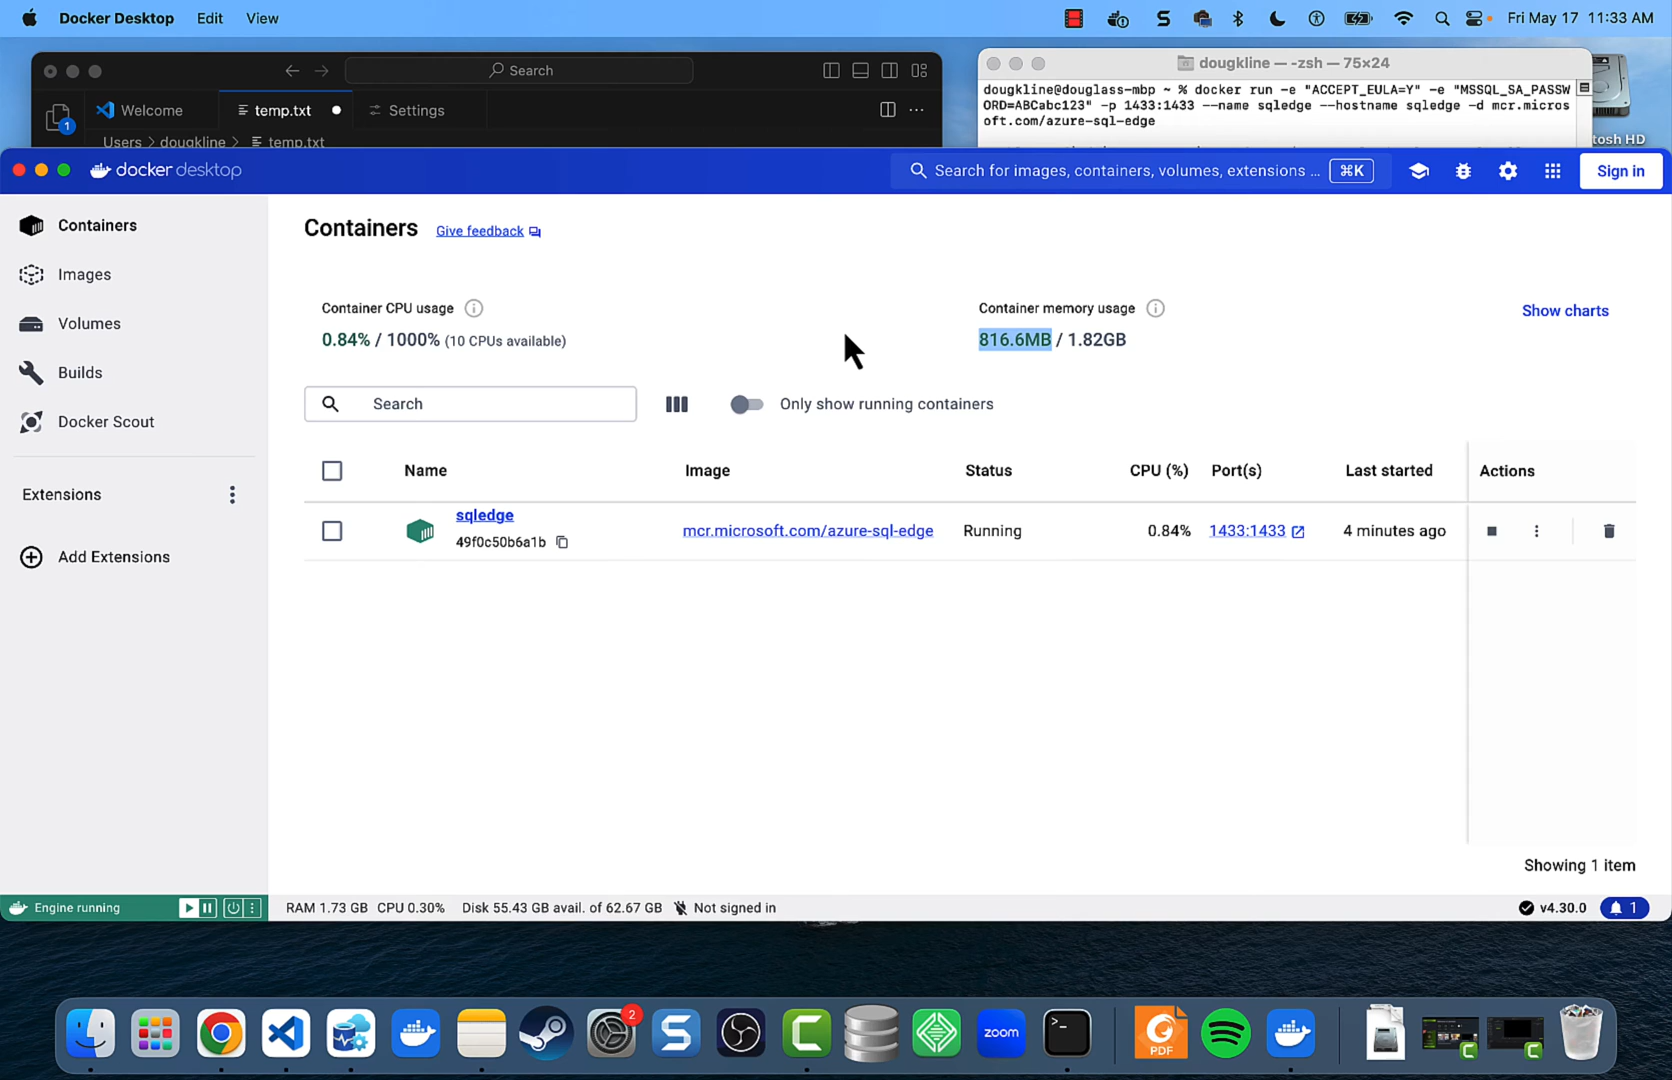 Docker Desktop Edit View Fri May 17 11:33 AM
Search
dougkline — -zsh — 75×24
Welcome temp.txt Settings
1
Users > dougkline > temp.txt
dougkline@douglass-mbp ~ % docker run -e "ACCEPT_EULA=Y" -e "MSSQL_SA_PASSW
ORD=ABCabc123" -p 1433:1433 --name sqledge --hostname sqledge -d mcr.micros
oft.com/azure-sql-edge
tosh HD
docker desktop
Search for images, containers, volumes, extensions ... ⌘K
Sign in
Containers
Images
Volumes
Builds
Docker Scout
Extensions
Add Extensions
Containers Give feedback
Container CPU usage
0.84% / 1000% (10 CPUs available)
Container memory usage
816.6MB / 1.82GB
Show charts
Search
Only show running containers
Name Image Status CPU (%) Port(s) Last started Actions
sqledge
49f0c50b6a1b
mcr.microsoft.com/azure-sql-edge Running 0.84% 1433:1433 4 minutes ago
Showing 1 item
Engine running
RAM 1.73 GB CPU 0.30% Disk 55.43 GB avail. of 62.67 GB Not signed in
v4.30.0 1
2
S
C
zoom
>_
PDF
C
C